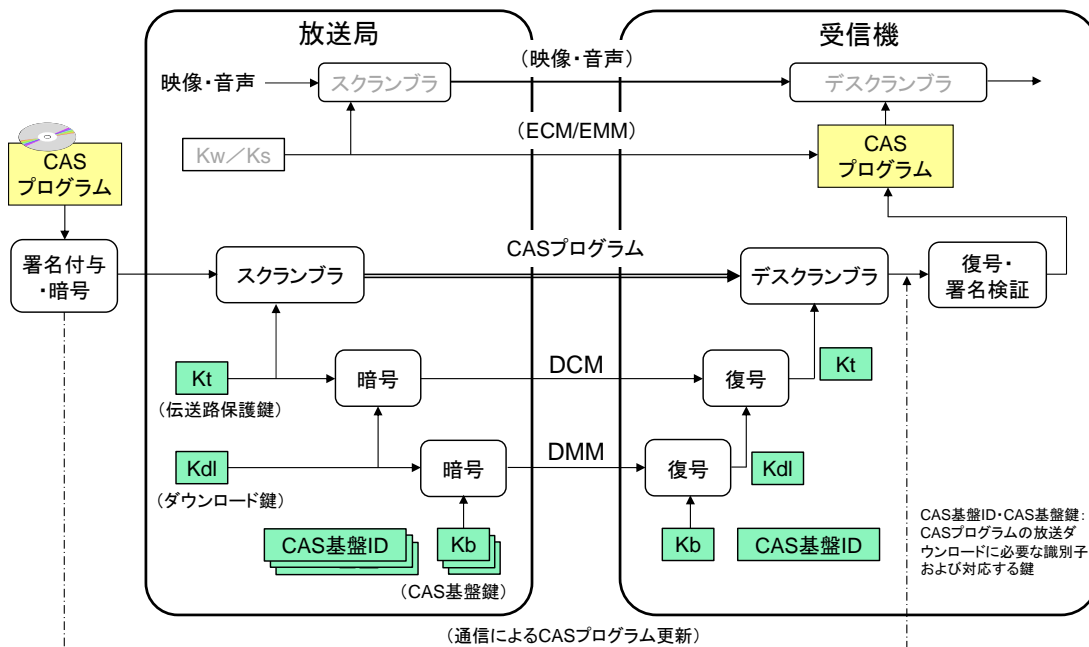 放送局
受信機
(映像・音声)
映像・音声
スクランブラ
デスクランブラ
(ECM/EMM)
Kw／Ks
CAS
プログラム
CAS
プログラム
CASプログラム
署名付与
・暗号
スクランブラ
デスクランブラ
復号・
署名検証
Kt
(伝送路保護鍵)
暗号
DCM
復号
Kt
Kdl
(ダウンロード鍵)
暗号
DMM
復号
Kdl
CAS基盤ID
Kb
(CAS基盤鍵)
Kb
CAS基盤ID
CAS基盤ID・CAS基盤鍵:
CASプログラムの放送ダ
ウンロードに必要な識別子
および対応する鍵
(通信によるCASプログラム更新)